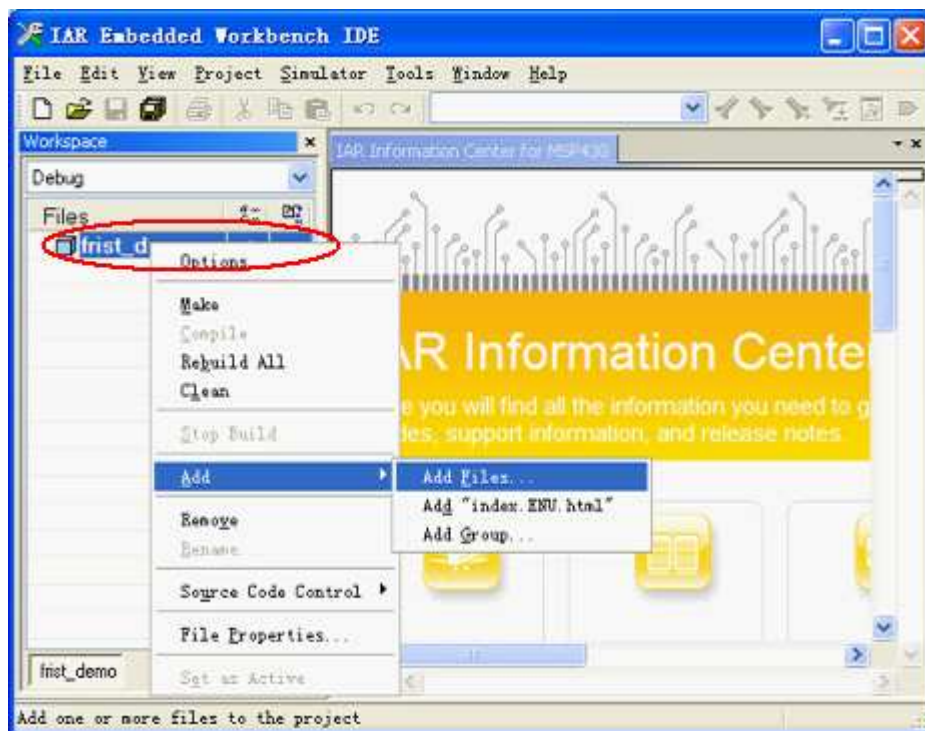 IAR Embedded Workbench IDE
File Edit View Project Simulator Tools Window Help
Workspace
IAR Information Center for MSP430
Debug
Files
frist_d
Options
Make
Compile
Rebuild All
Clean
Stop Build
Add
Remove
Rename
Source Code Control
File Properties...
Set as Active
Add Files...
Add "index.ENU.html"
Add Group...
AR Information Cente
e you will find all the information you need to g
des, support information, and release notes.
frist_demo
Add one or more files to the project